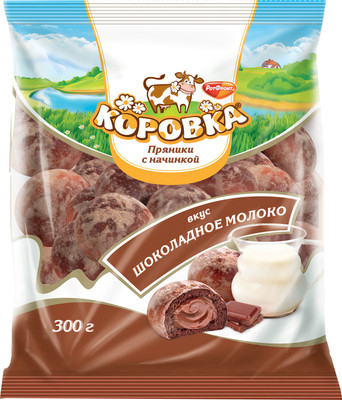 РотФронт
КОРОВКА
Пряники
с начинкой
вкус
ШОКОЛАДНОЕ МОЛОКО
300 г